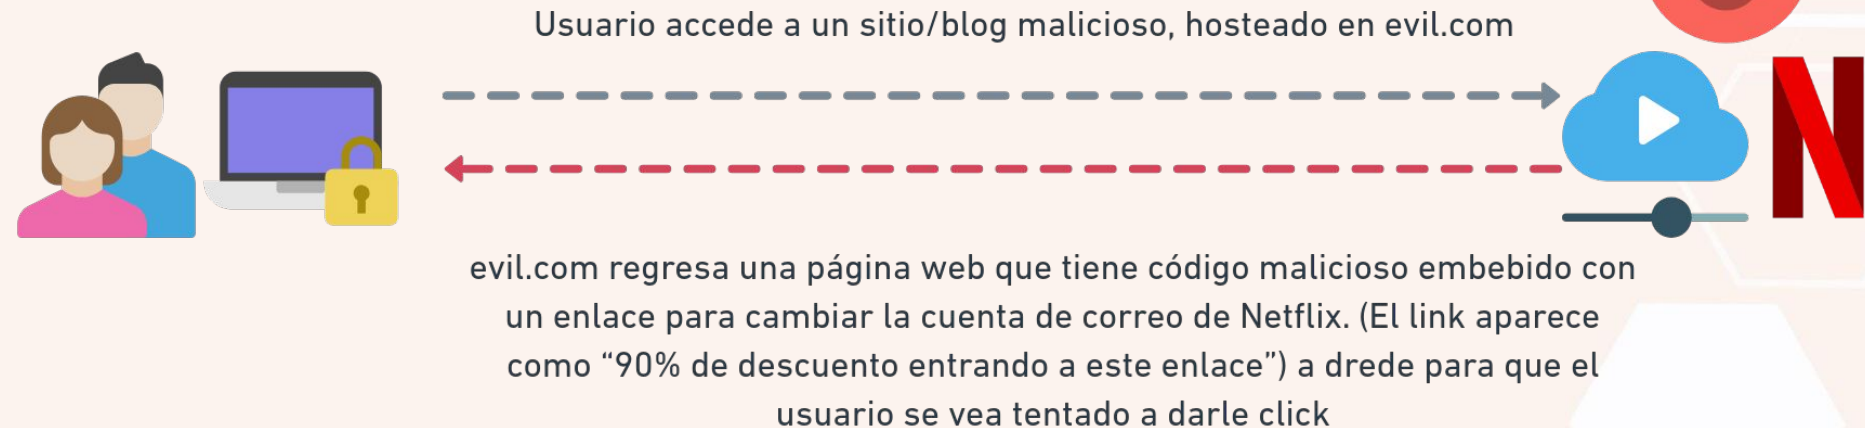 Usuario accede a un sitio/blog malicioso, hosteado en evil.com
N
evil.com regresa una página web que tiene código malicioso embebido con
un enlace para cambiar la cuenta de correo de Netflix. (El link aparece
como “90% de descuento entrando a este enlace”) a drede para que el
usuario se vea tentado a darle click